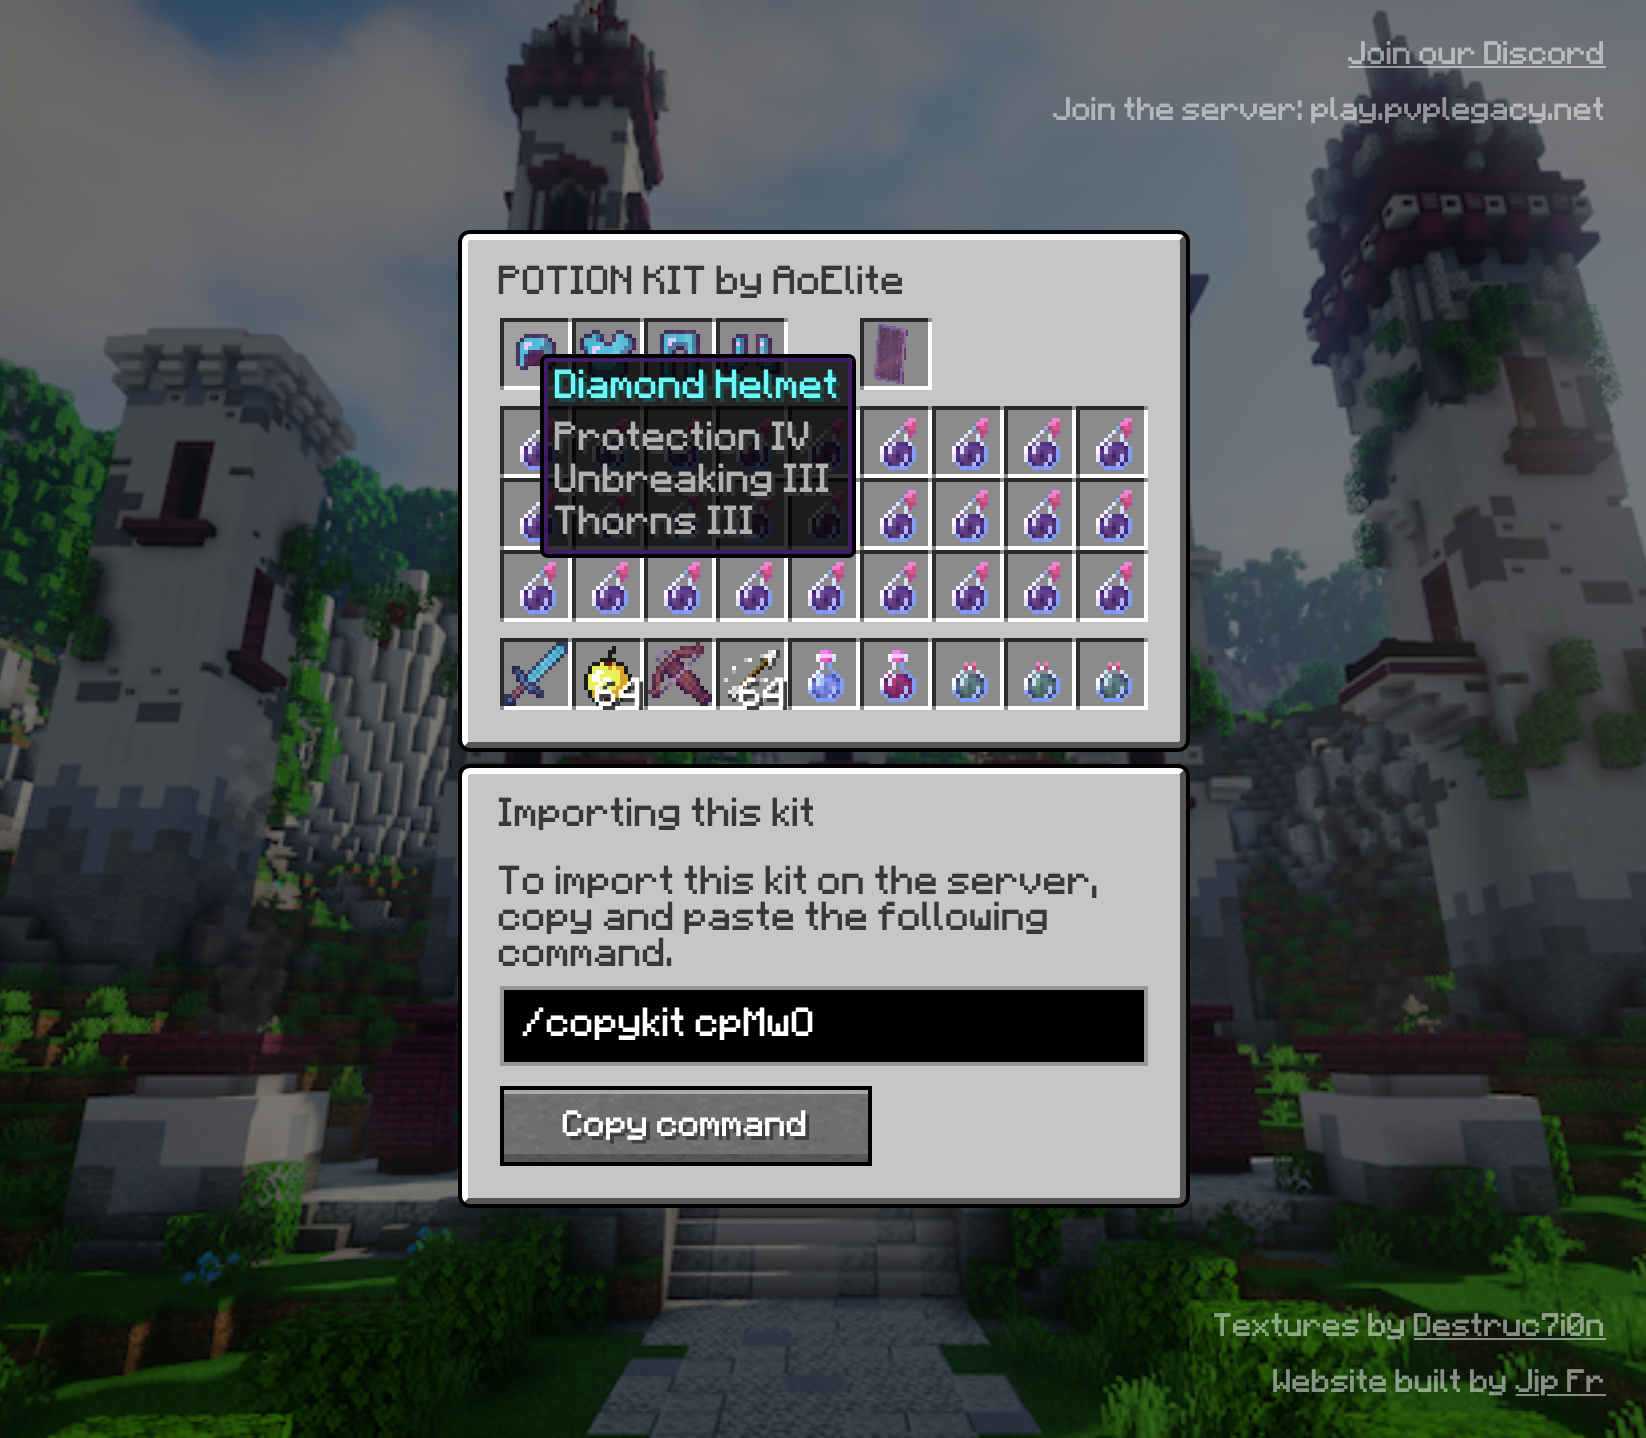 Join our Discord
Join the server: play.pvplegacy.net
POTION KIT by AoElite
Diamond Helmet
Protection IV
Unbreaking III
Thorns III
64
64
Importing this kit
To import this kit on the server,
copy and paste the following
command.
/copykit cpMwO
Copy command
Textures by Destruc7i0n
Website built by Jip Fr